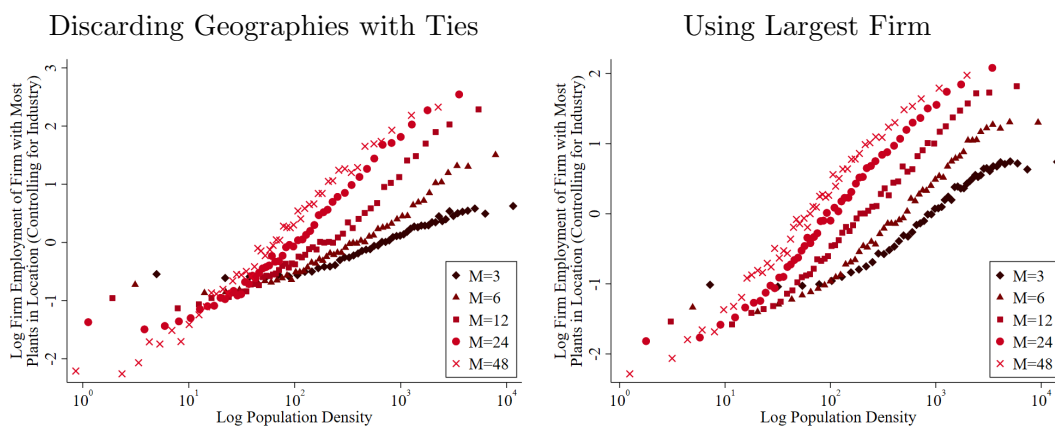 Discarding Geographies with Ties
Log Firm Employment of Firm with Most
Plants in Location (Controlling for Industry)
3
2
1
0
-1
-2
10^0
10^1
10^2
10^3
10^4
Log Population Density
M=3
M=6
M=12
M=24
M=48
Using Largest Firm
Log Firm Employment of Firm with Most
Plants in Location (Controlling for Industry)
2
1
0
-1
-2
10^0
10^1
10^2
10^3
10^4
Log Population Density
M=3
M=6
M=12
M=24
M=48